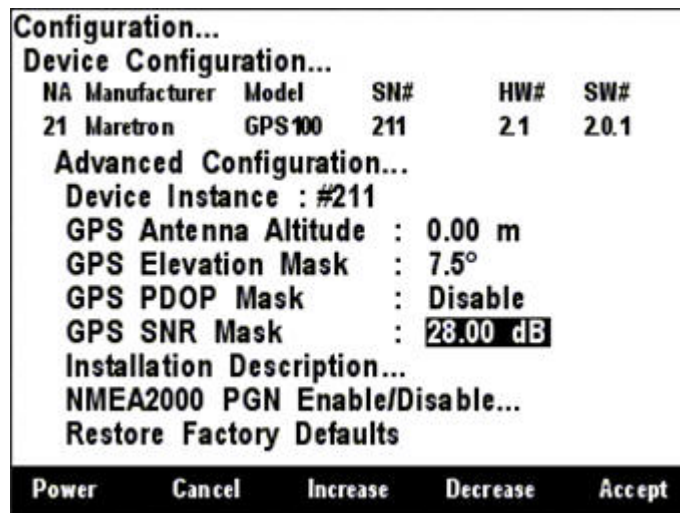 Configuration...
Device Configuration...
NA Manufacturer Model SN# HW# SW#
21 Maretron GPS100 211 2.1 2.0.1
Advanced Configuration...
Device Instance : #211
GPS Antenna Altitude : 0.00 m
GPS Elevation Mask : 7.5°
GPS PDOP Mask : Disable
GPS SNR Mask : 28.00 dB
Installation Description...
NMEA2000 PGN Enable/Disable...
Restore Factory Defaults
Power Cancel Increase Decrease Accept